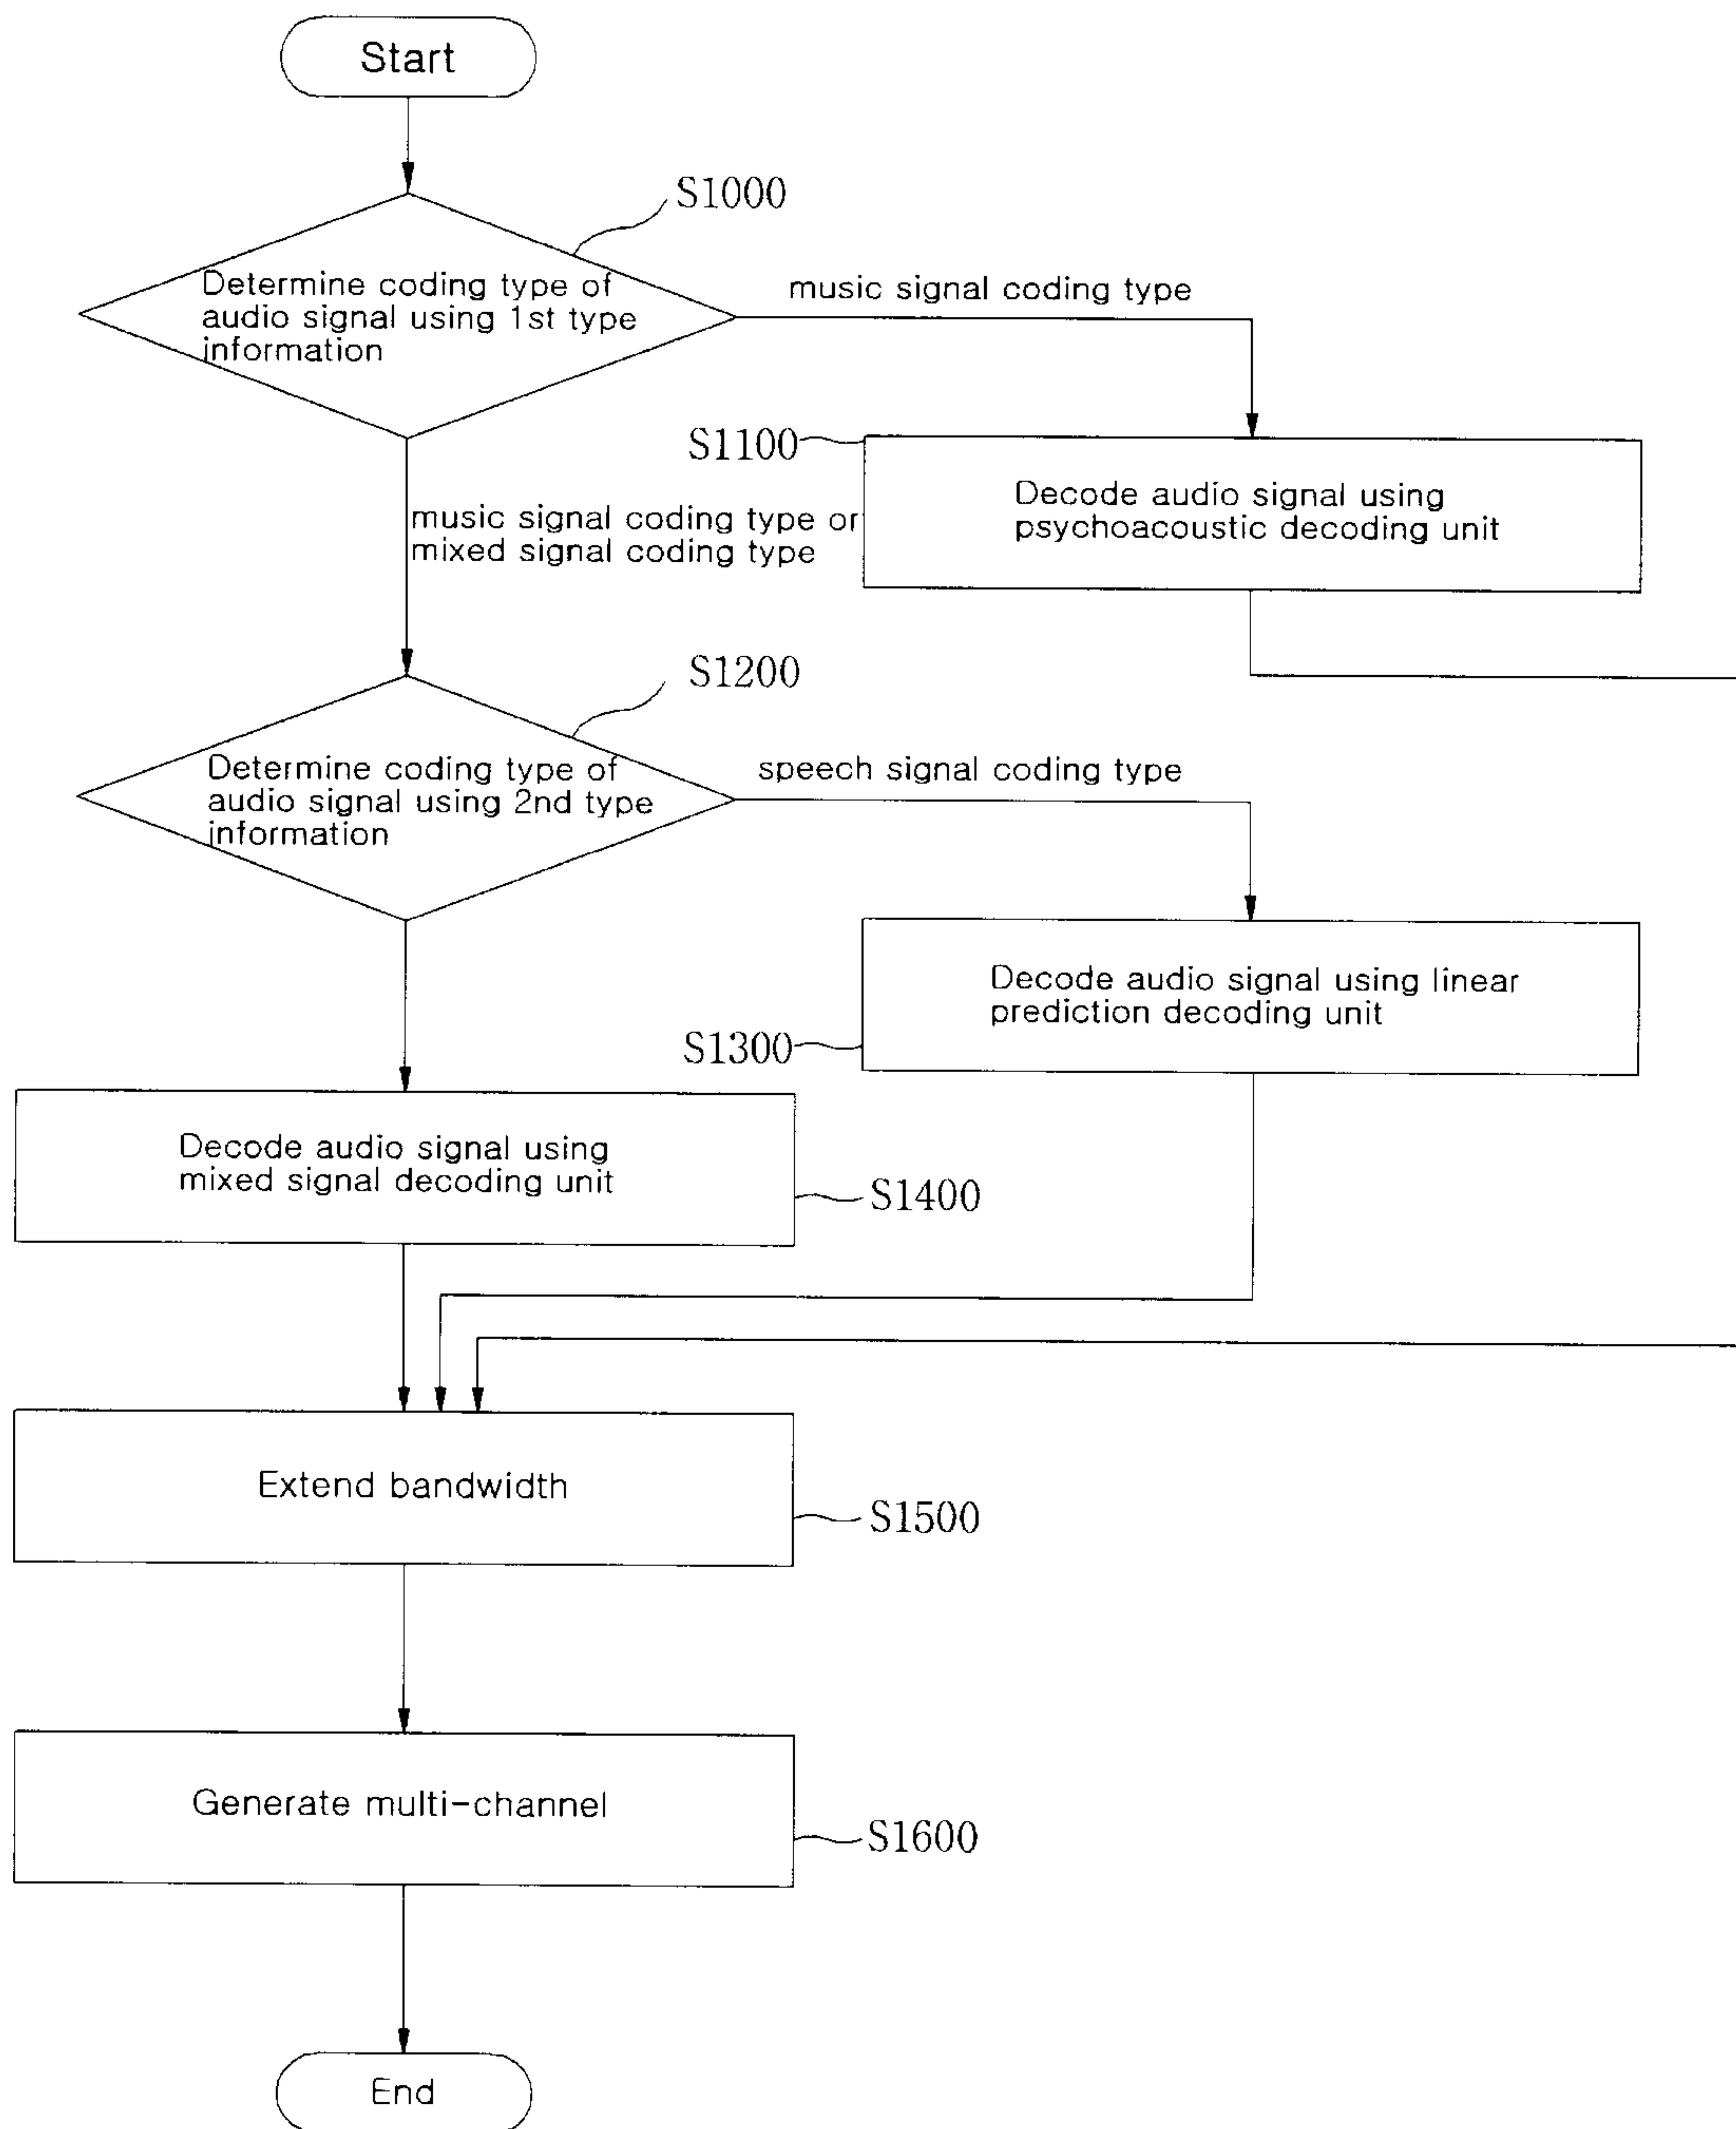 Start
S1000
Determine coding type of
audio signal using 1st type
information
music signal coding type
S1100
Decode audio signal using
psychoacoustic decoding unit
music signal coding type or
mixed signal coding type
S1200
Determine coding type of
audio signal using 2nd type
information
speech signal coding type
Decode audio signal using linear
prediction decoding unit
S1300
Decode audio signal using
mixed signal decoding unit
S1400
Extend bandwidth
S1500
Generate multi-channel
S1600
End